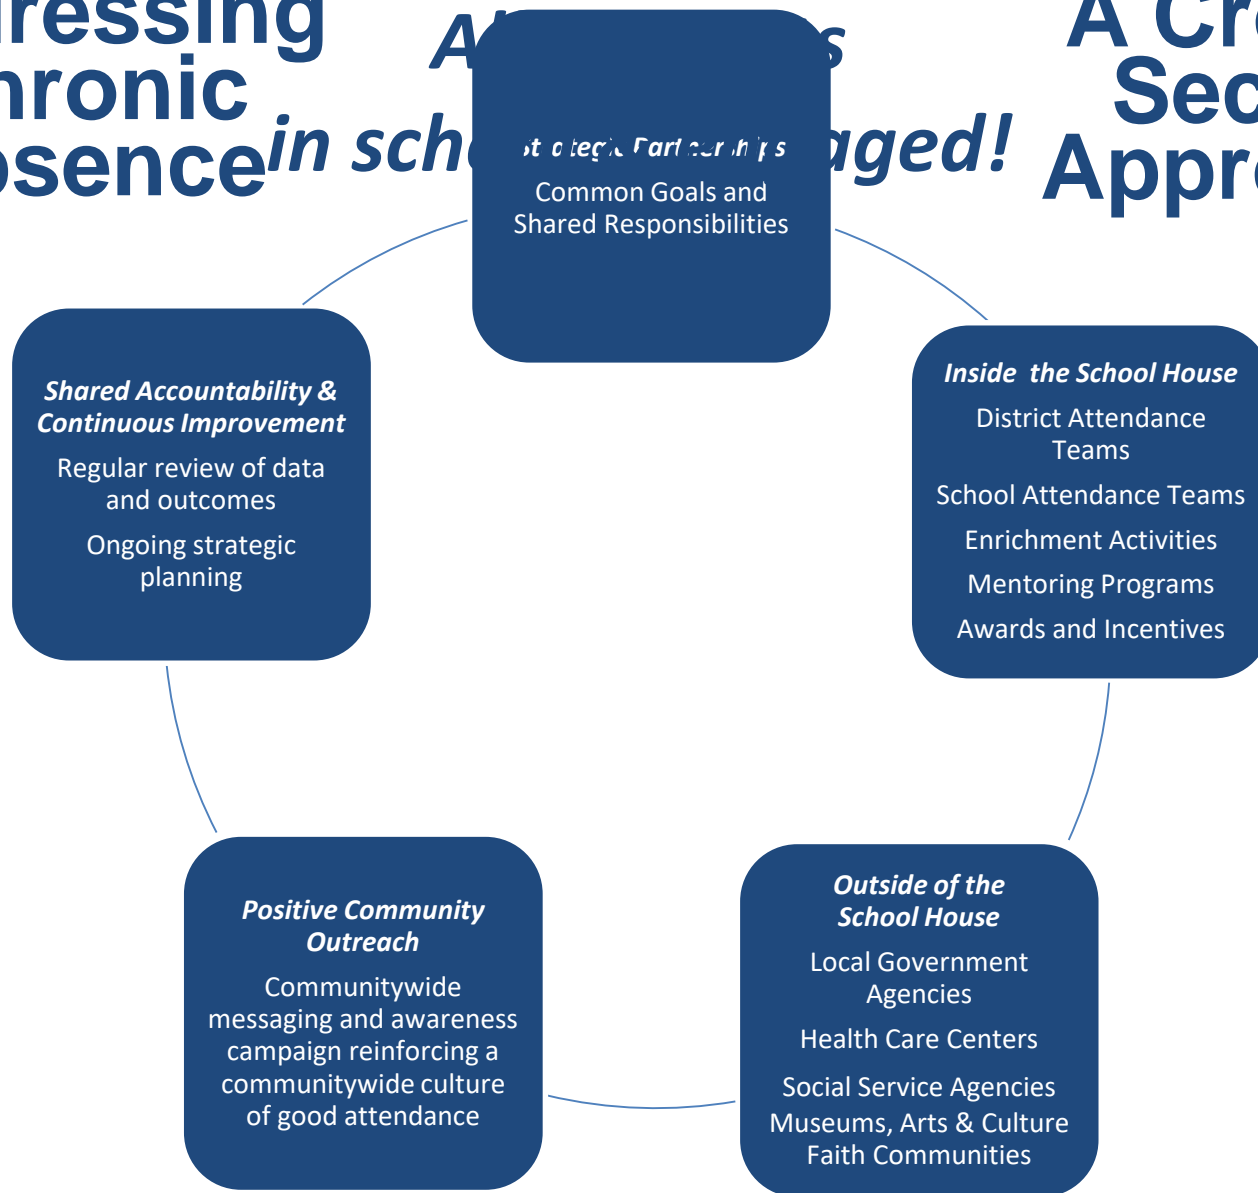 ressing
hronic
sence
A
s
in sch
aged!
A Cr
Sec
Appr
Strategic Partnerships
Common Goals and
Shared Responsibilities
Inside the School House
District Attendance
Teams
School Attendance Teams
Enrichment Activities
Mentoring Programs
Awards and Incentives
Outside of the
School House
Local Government
Agencies
Health Care Centers
Social Service Agencies
Museums, Arts & Culture
Faith Communities
Positive Community
Outreach
Communitywide
messaging and awareness
campaign reinforcing a
communitywide culture
of good attendance
Shared Accountability &
Continuous Improvement
Regular review of data
and outcomes
Ongoing strategic
planning